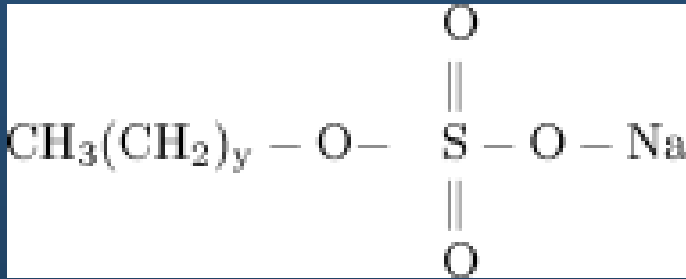 O
||
CH₃(CH₂)y – O – S – O – Na
||
O